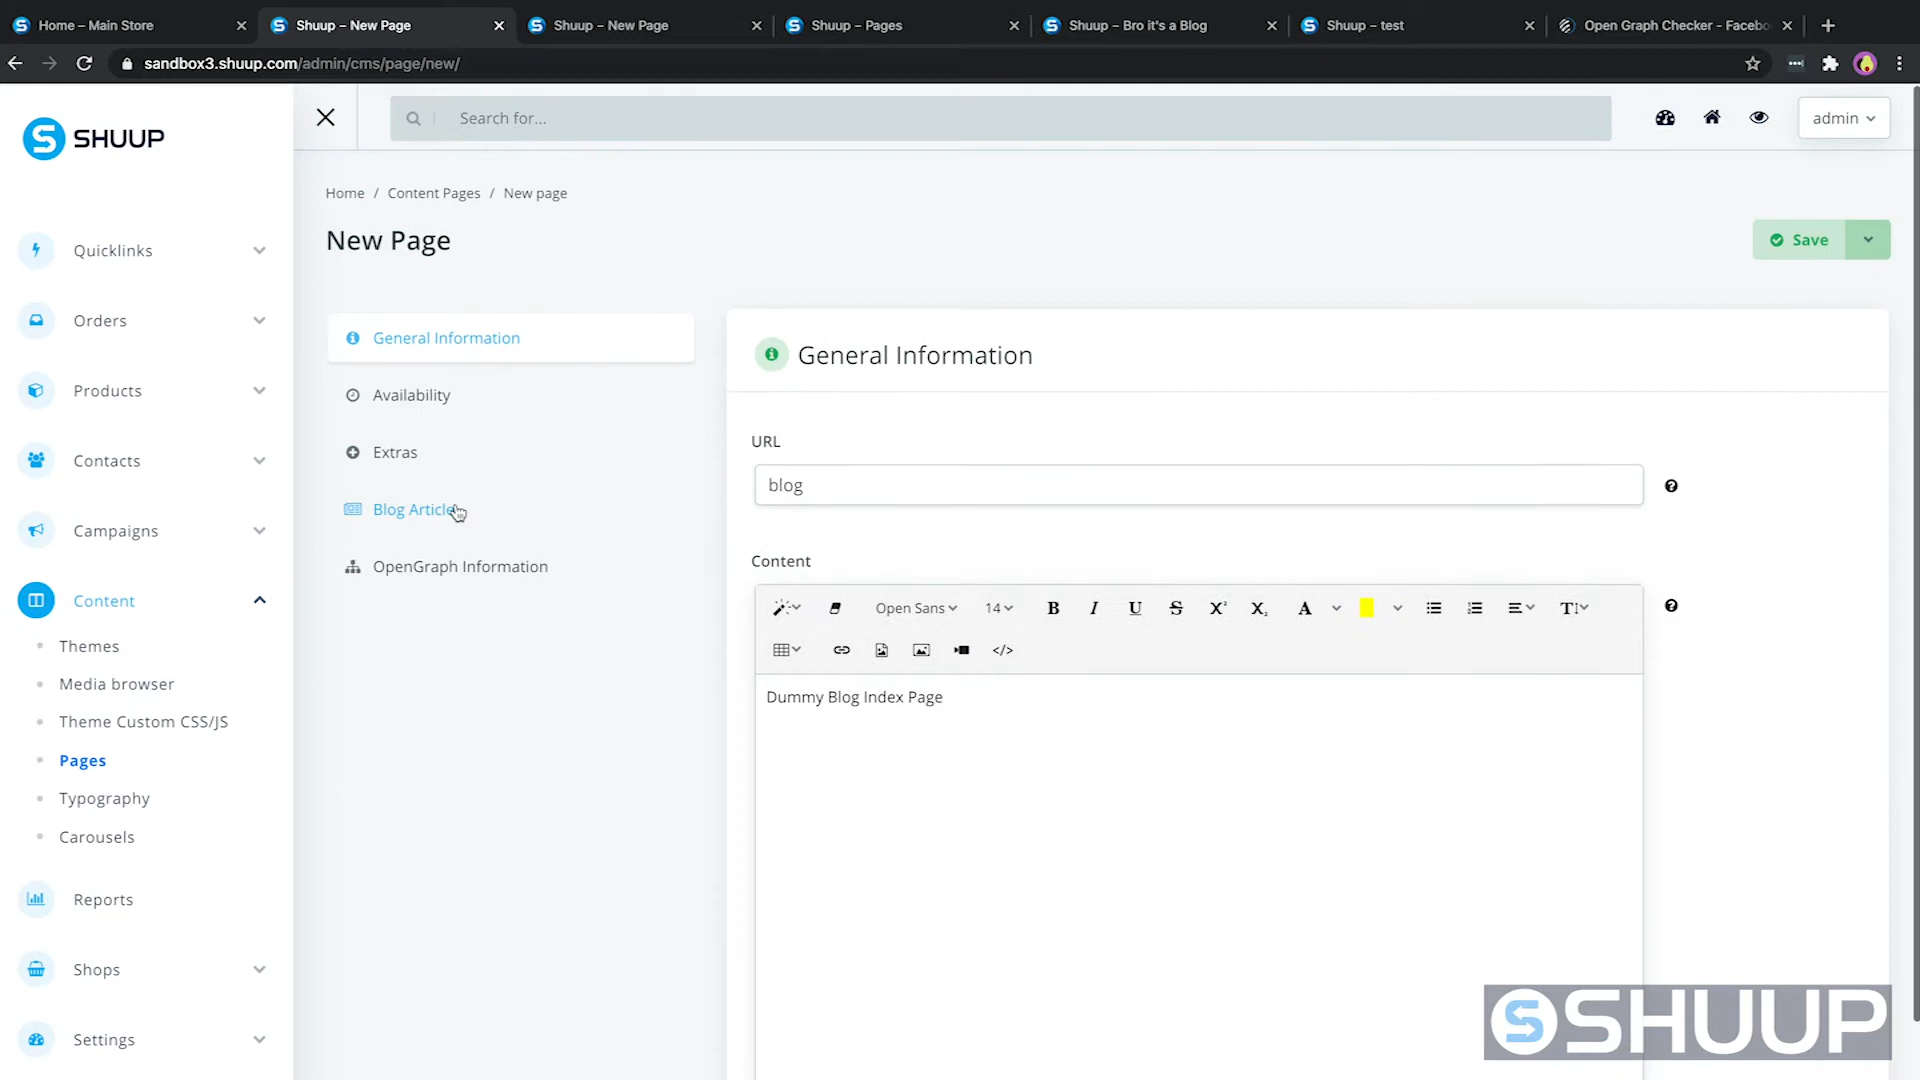 Home – Main Store
Shuup – New Page
Shuup – New Page
Shuup – Pages
Shuup – Bro it's a Blog
Shuup – test
Open Graph Checker - Facebo
sandbox3.shuup.com/admin/cms/page/new/
SHUUP
Search for...
admin
Home / Content Pages / New page
New Page
Save
Quicklinks
Orders
Products
Contacts
Campaigns
Content
Themes
Media browser
Theme Custom CSS/JS
Pages
Typography
Carousels
Reports
Shops
Settings
General Information
Availability
Extras
Blog Article
OpenGraph Information
General Information
URL
blog
Content
Open Sans 14 B I U S X² X₂ A T
</>
Dummy Blog Index Page
SHUUP